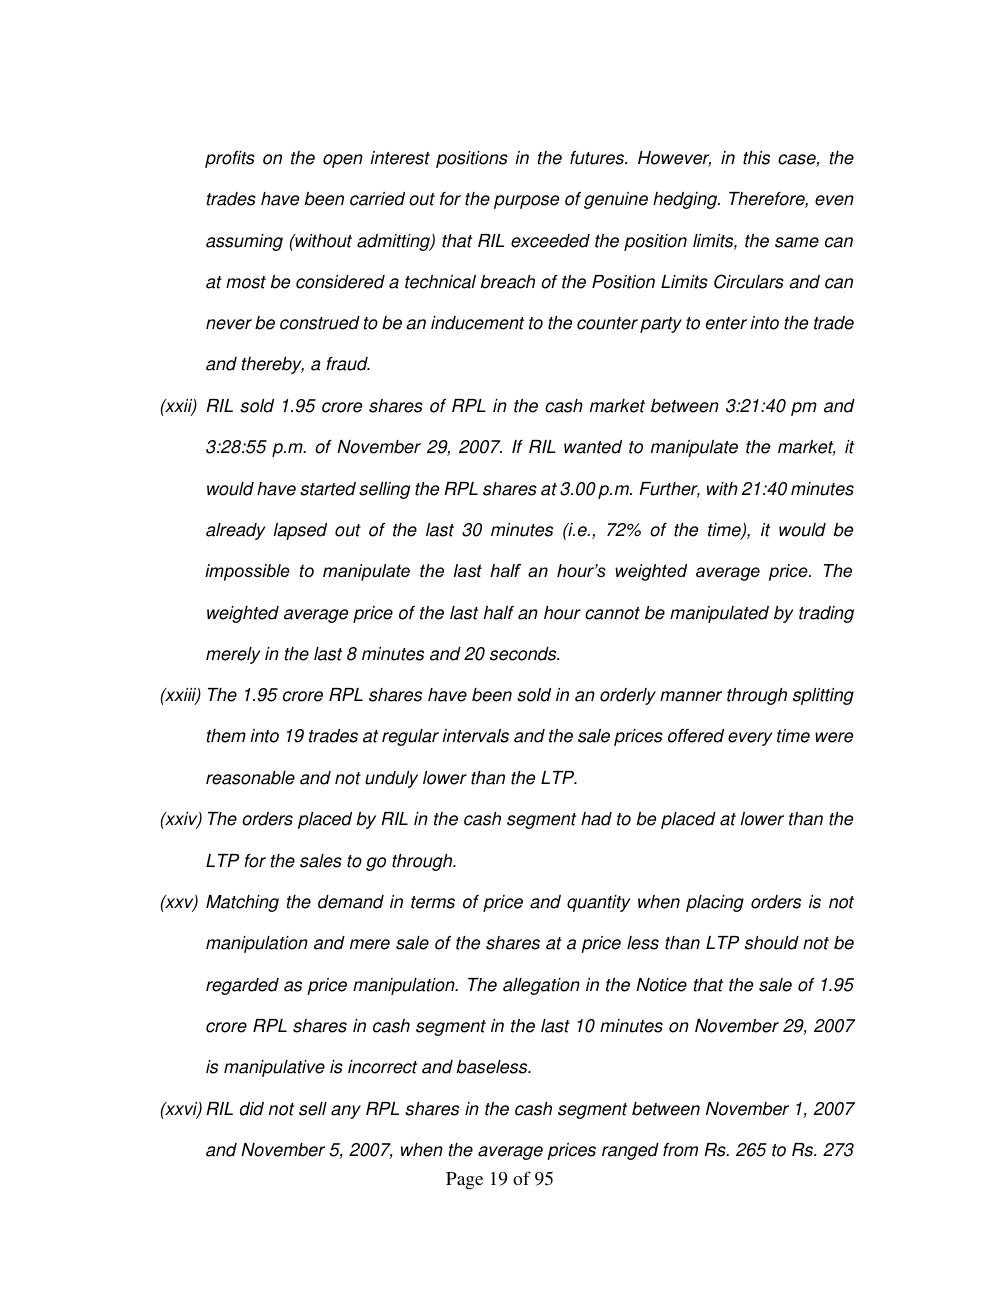 profits on the open interest positions in the futures. However, in this case, the
trades have been carried out for the purpose of genuine hedging. Therefore, even
assuming (without admitting) that RIL exceeded the position limits, the same can
at most be considered a technical breach of the Position Limits Circulars and can
never be construed to be an inducement to the counter party to enter into the trade
and thereby, a fraud.
(xxii) RIL sold 1.95 crore shares of RPL in the cash market between 3:21:40 pm and
3:28:55 p.m. of November 29, 2007. If RIL wanted to manipulate the market, it
would have started selling the RPL shares at 3.00 p.m. Further, with 21:40 minutes
already lapsed out of the last 30 minutes (i.e., 72% of the time), it would be
impossible to manipulate the last half an hour’s weighted average price. The
weighted average price of the last half an hour cannot be manipulated by trading
merely in the last 8 minutes and 20 seconds.
(xxiii) The 1.95 crore RPL shares have been sold in an orderly manner through splitting
them into 19 trades at regular intervals and the sale prices offered every time were
reasonable and not unduly lower than the LTP.
(xxiv) The orders placed by RIL in the cash segment had to be placed at lower than the
LTP for the sales to go through.
(xxv) Matching the demand in terms of price and quantity when placing orders is not
manipulation and mere sale of the shares at a price less than LTP should not be
regarded as price manipulation. The allegation in the Notice that the sale of 1.95
crore RPL shares in cash segment in the last 10 minutes on November 29, 2007
is manipulative is incorrect and baseless.
(xxvi) RIL did not sell any RPL shares in the cash segment between November 1, 2007
and November 5, 2007, when the average prices ranged from Rs. 265 to Rs. 273
Page 19 of 95